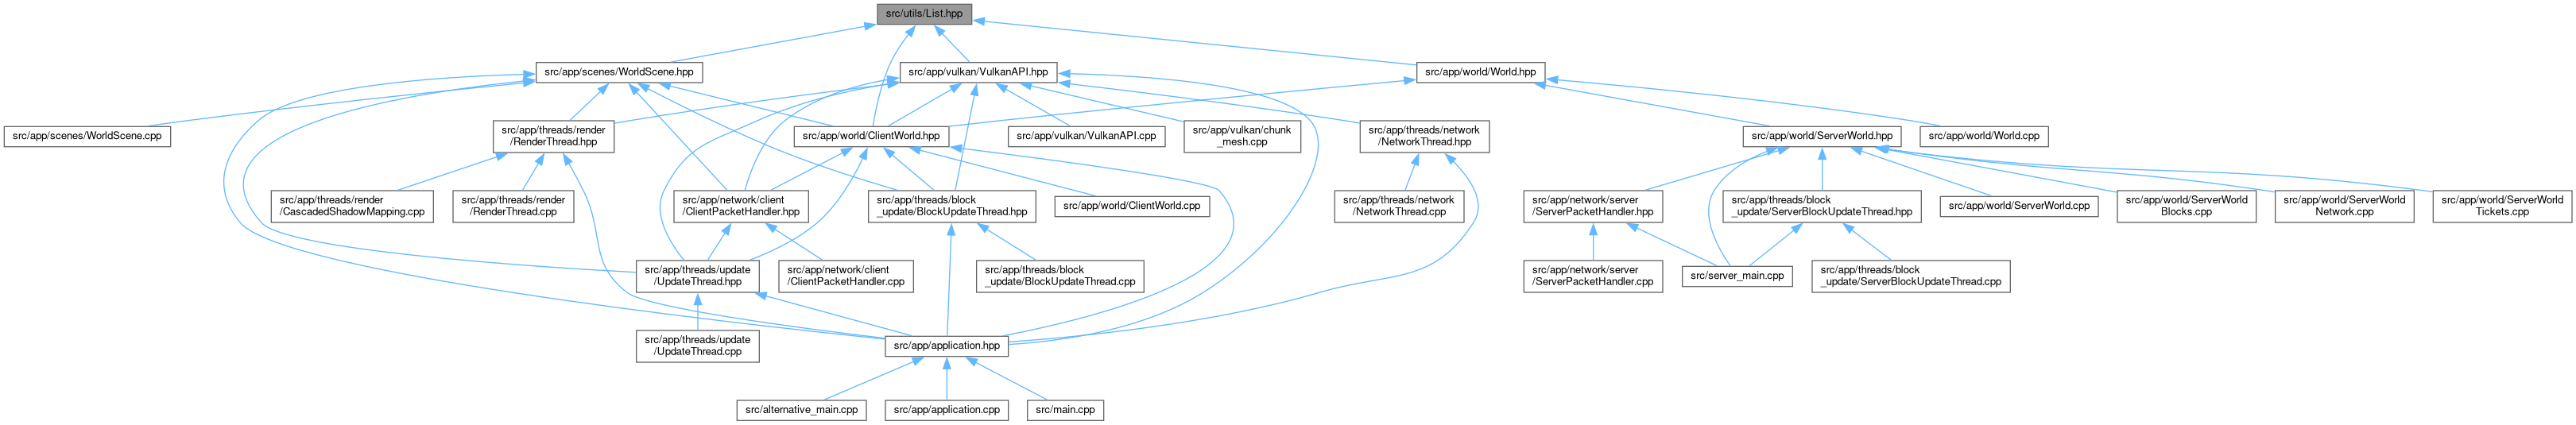 src/utils/List.hpp
src/app/scenes/WorldScene.hpp
src/app/vulkan/VulkanAPI.hpp
src/app/world/World.hpp
src/app/scenes/WorldScene.cpp
src/app/threads/render
/RenderThread.hpp
src/app/world/ClientWorld.hpp
src/app/vulkan/VulkanAPI.cpp
src/app/vulkan/chunk
_mesh.cpp
src/app/threads/network
/NetworkThread.hpp
src/app/world/ServerWorld.hpp
src/app/world/World.cpp
src/app/threads/render
/CascadedShadowMapping.cpp
src/app/threads/render
/RenderThread.cpp
src/app/network/client
/ClientPacketHandler.hpp
src/app/threads/block
_update/BlockUpdateThread.hpp
src/app/world/ClientWorld.cpp
src/app/threads/network
/NetworkThread.cpp
src/app/network/server
/ServerPacketHandler.hpp
src/app/threads/block
_update/ServerBlockUpdateThread.hpp
src/app/world/ServerWorld.cpp
src/app/world/ServerWorld
Blocks.cpp
src/app/world/ServerWorld
Network.cpp
src/app/world/ServerWorld
Tickets.cpp
src/app/threads/update
/UpdateThread.hpp
src/app/network/client
/ClientPacketHandler.cpp
src/app/threads/block
_update/BlockUpdateThread.cpp
src/app/network/server
/ServerPacketHandler.cpp
src/server_main.cpp
src/app/threads/block
_update/ServerBlockUpdateThread.cpp
src/app/threads/update
/UpdateThread.cpp
src/app/application.hpp
src/alternative_main.cpp
src/app/application.cpp
src/main.cpp